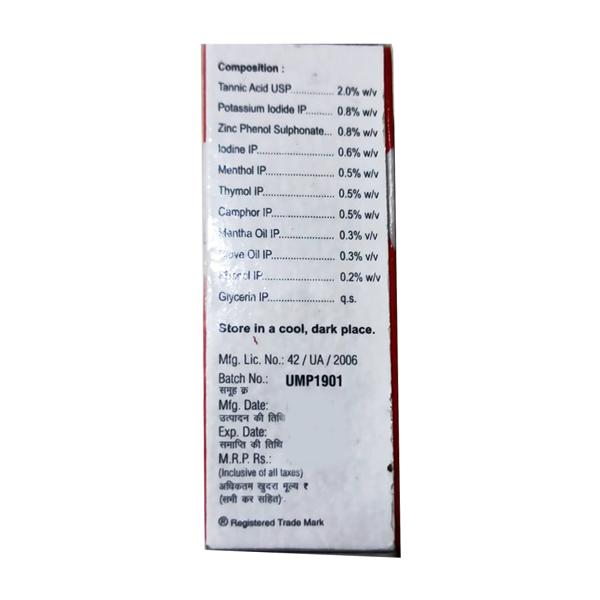 Composition :
Tannic Acid USP.............. 2.0% w/v
Potassium Iodide IP......... 0.8% w/v
Zinc Phenol Sulphonate... 0.8% w/v
Iodine IP......................... 0.6% w/v
Menthol IP....................... 0.5% w/v
Thymol IP........................ 0.5% w/v
Camphor IP..................... 0.5% w/v
Mantha Oil IP................... 0.3% v/v
Clove Oil IP..................... 0.3% v/v
Phenol IP........................ 0.2% w/v
Glycerin IP...................... q.s.
Store in a cool, dark place.
Mfg. Lic. No.: 42 / UA / 2006
Batch No.: UMP1901
समूह क्र
Mfg. Date:
उत्पादन की तिथि
Exp. Date:
समाप्ति की तिथि
M.R.P. Rs.:
(Inclusive of all taxes)
अधिकतम खुदरा मूल्य ₹
(सभी कर सहित)
® Registered Trade Mark